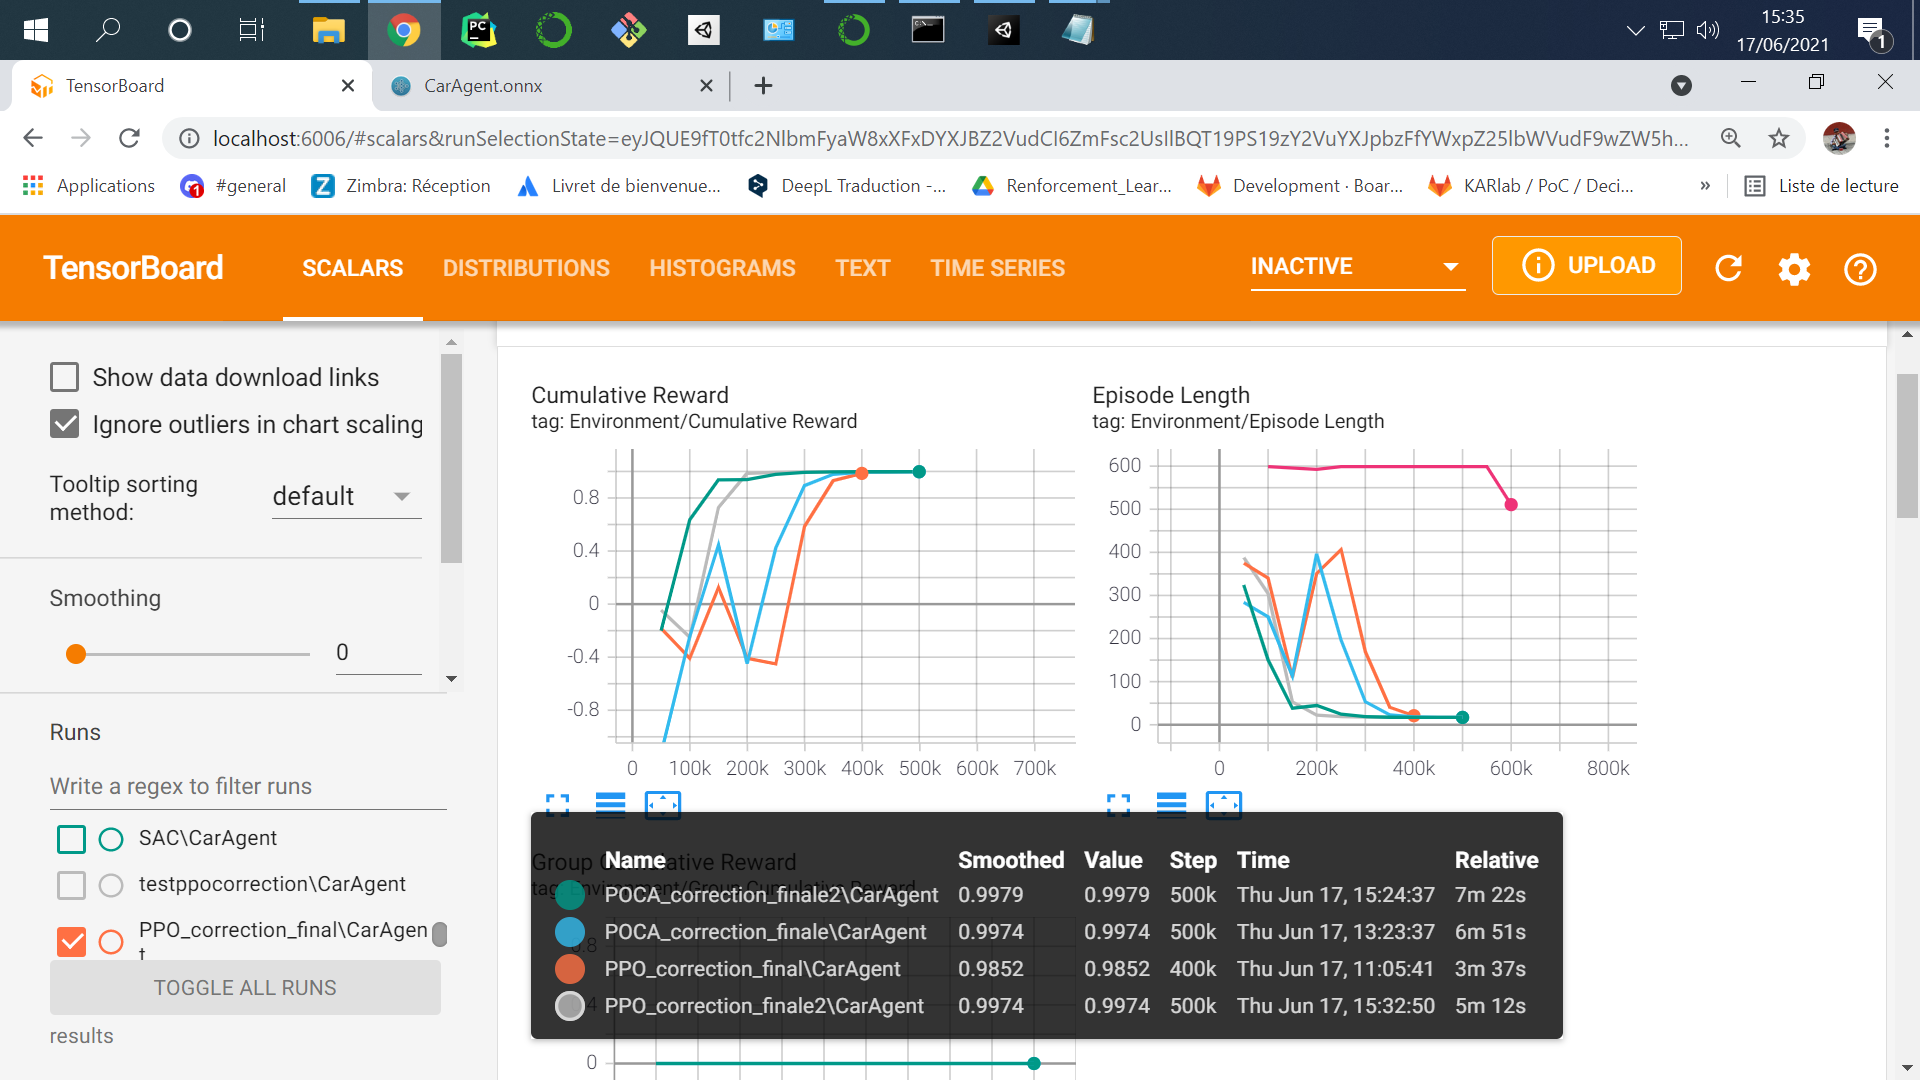 15:35
17/06/2021
1
PC
TensorBoard
CarAgent.onnx
localhost:6006/#scalars&runSelectionState=eyJQUE9fT0tfc2NlbmFyaW8xXFxDYXJBZ2VudCI6ZmFsc2UsIlBQT19PS19zY2VuYXJpbzFfYWxpZ25lbWVudF9wZW5h...
Applications
#general
Zimbra: Réception
Livret de bienvenue...
DeepL Traduction -...
Renforcement_Lear...
Development · Boar...
KARlab / PoC / Deci...
»
Liste de lecture
TensorBoard
SCALARS
DISTRIBUTIONS
HISTOGRAMS
TEXT
TIME SERIES
INACTIVE
UPLOAD
Show data download links
Ignore outliers in chart scaling
Tooltip sorting
method:
default
Smoothing
0
Runs
Write a regex to filter runs
SAC\CarAgent
testppocorrection\CarAgent
PPO_correction_final\CarAgen
t
TOGGLE ALL RUNS
results
Cumulative Reward
tag: Environment/Cumulative Reward
0.8
0.4
0
-0.4
-0.8
0 100k 200k 300k 400k 500k 600k 700k
Episode Length
tag: Environment/Episode Length
600
500
400
300
200
100
0
0 200k 400k 600k 800k
Group Cumulative Reward
tag: Environment/Group Cumulative Reward
Name Smoothed Value Step Time Relative
POCA_correction_finale2\CarAgent 0.9979 0.9979 500k Thu Jun 17, 15:24:37 7m 22s
POCA_correction_finale\CarAgent 0.9974 0.9974 500k Thu Jun 17, 13:23:37 6m 51s
PPO_correction_final\CarAgent 0.9852 0.9852 400k Thu Jun 17, 11:05:41 3m 37s
PPO_correction_finale2\CarAgent 0.9974 0.9974 500k Thu Jun 17, 15:32:50 5m 12s
0